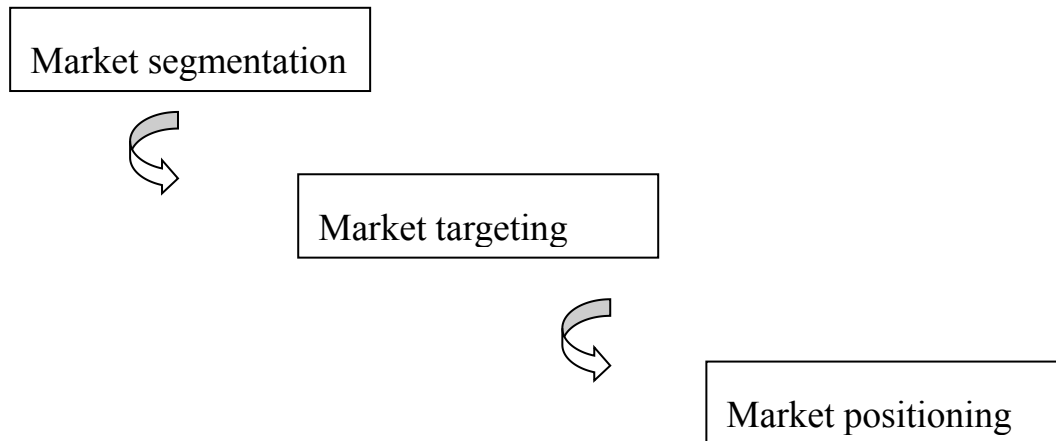 Market segmentation
Market targeting
Market positioning